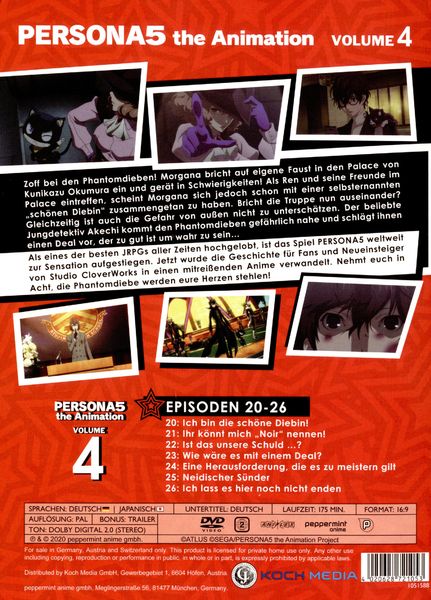 PERSONA5 the Animation VOLUME 4
Zoff bei den Phantomdieben! Morgana bricht auf eigene Faust in den Palace von
Kunikazu Okumura ein und gerät in Schwierigkeiten! Als Ren und seine Freunde im
Palace eintreffen, scheint Morgana sich jedoch schon mit einer selbsternannten
„schönen Diebin“ zusammengetan zu haben. Bricht die Truppe nun auseinander?
Gleichzeitig ist auch die Gefahr von außen nicht zu unterschätzen. Der beliebte
Jungdetektiv Akechi kommt den Phantomdieben gefährlich nahe und schlägt ihnen
einen Deal vor, der zu gut ist um wahr zu sein...
Als eines der besten JRPGs aller Zeiten hochgelobt, ist das Spiel PERSONA5 weltweit
zur Sensation aufgestiegen. Jetzt wurde die Geschichte für Fans und Neueinsteiger
von Studio CloverWorks in einen mitreißenden Anime verwandelt. Nehmt euch in
Acht, die Phantomdiebe werden eure Herzen stehlen!
PERSONA5
the Animation
VOLUME
4
EPISODEN 20-26
20: Ich bin die schöne Diebin!
21: Ihr könnt mich „Noir“ nennen!
22: Ist das unsere Schuld ...?
23: Wie wäre es mit einem Deal?
24: Eine Herausforderung, die es zu meistern gilt
25: Neidischer Sünder
26: Ich lass es hier noch nicht enden
SPRACHEN: DEUTSCH | JAPANISCH UNTERTITEL: DEUTSCH LAUFZEIT: 175 MIN. FORMAT: 16:9
AUFLÖSUNG: PAL | BONUS: TRAILER
TON: DOLBY DIGITAL 2.0 (STEREO)
DVD VIDEO 2 peppermint anime
℗ & © 2020 peppermint anime gmbh. ©ATLUS ©SEGA/PERSONA5 the Animation Project
For sale in Germany, Austria and Switzerland only. This product is licensed for private home use only. Any other use including
copying, reproduction or performance in public, in whole or in part, is expressly prohibited by applicable laws.
Distributed by Koch Media GmbH, Gewerbegebiet 1, 6604 Höfen, Austria
KOCH MEDIA
peppermint anime gmbh, Meglingerstraße 56, 81477 München, Germany
4020628721053
1051588